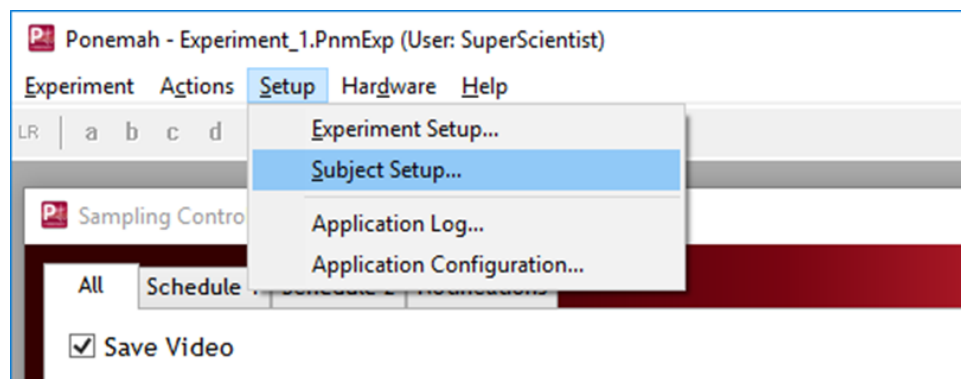 Ponemah - Experiment_1.PnmExp (User: SuperScientist)
Experiment Actions Setup Hardware Help
LR a b c d
Experiment Setup...
Subject Setup...
Sampling Contro
Application Log...
Application Configuration...
All Schedule
Save Video